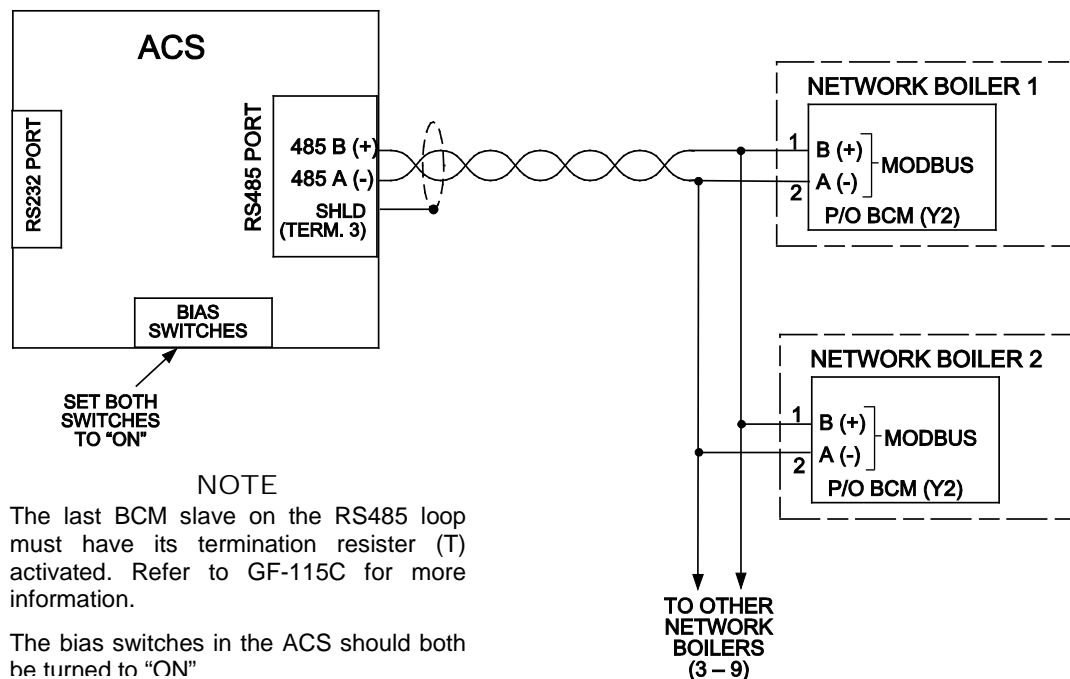 ACS
RS232 PORT
RS485 PORT
485 B (+)
485 A (-)
SHLD
(TERM. 3)
BIAS
SWITCHES
SET BOTH
SWITCHES
TO “ON”
NETWORK BOILER 1
1
B (+)
MODBUS
2
A (-)
P/O BCM (Y2)
NETWORK BOILER 2
1
B (+)
MODBUS
2
A (-)
P/O BCM (Y2)
TO OTHER
NETWORK
BOILERS
(3 – 9)
NOTE
The last BCM slave on the RS485 loop
must have its termination resister (T)
activated. Refer to GF-115C for more
information.
The bias switches in the ACS should both
be turned to “ON”